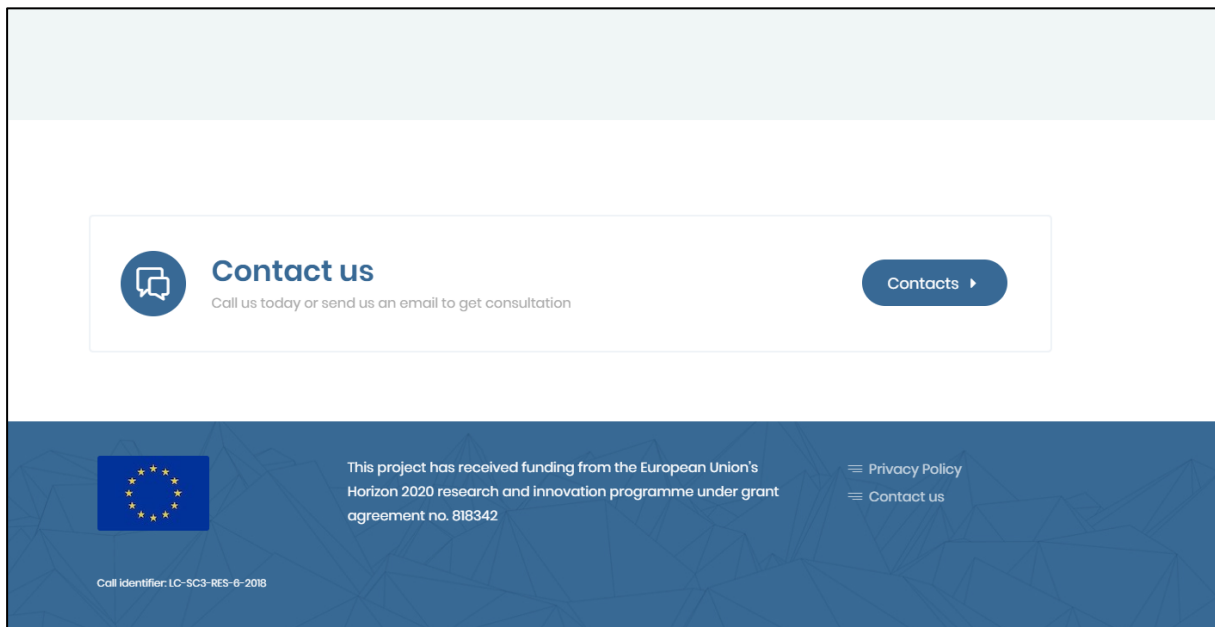 Contact us
Call us today or send us an email to get consultation
Contacts
This project has received funding from the European Union's
Horizon 2020 research and innovation programme under grant
agreement no. 818342
Privacy Policy
Contact us
Call identifier: LC-SC3-RES-6-2018